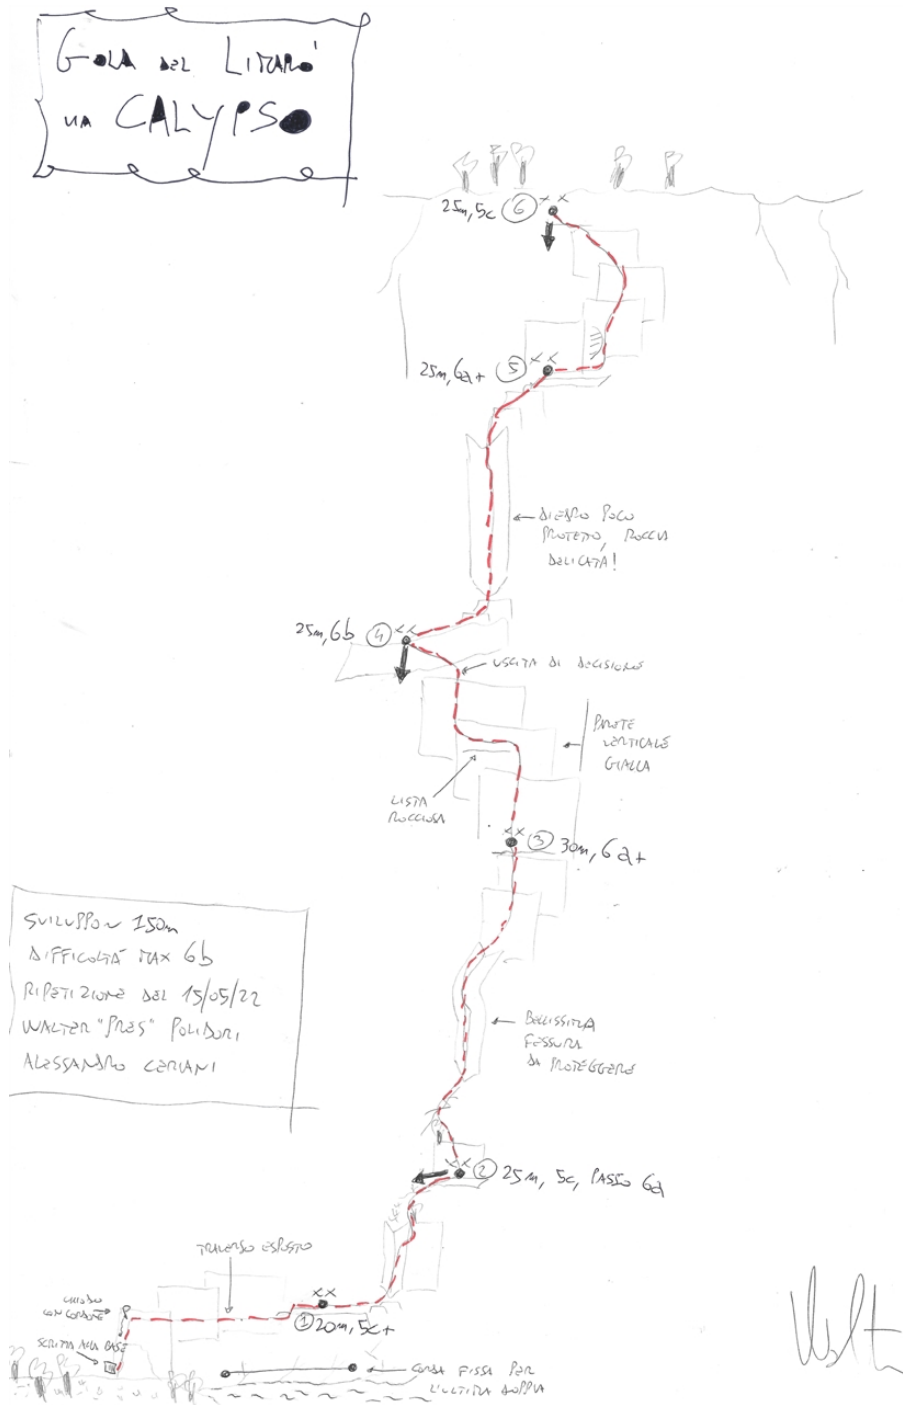 GOLA DEL LIMARÒ
VIA CALYPSO
25m, 5c 6
25m, 6a+ 5
DIEDRO POCO
PROTETTO, ROCCIA
DELICATA!
25m, 6b 4
USCITA DI DECISIONE
PARETE
VERTICALE
GIALLA
LISTA
ROCCIOSA
3 30m, 6a+
SVILUPPO ~ 150m
DIFFICOLTÀ MAX 6b
RIPETIZIONE DEL 15/05/22
WALTER "PRES" POLIDORI
ALESSANDRO CERIANI
BELLISSIMA
FESSURA
DA PROTEGGERE
2 25m, 5c, PASSO 6a
TRAVERSO ESPOSTO
CHIODO
CON CORDONE
1 20m, 5c+
SCRITTA ALLA BASE
CORDA FISSA PER
L'ULTIMA DOPPIA
Walt